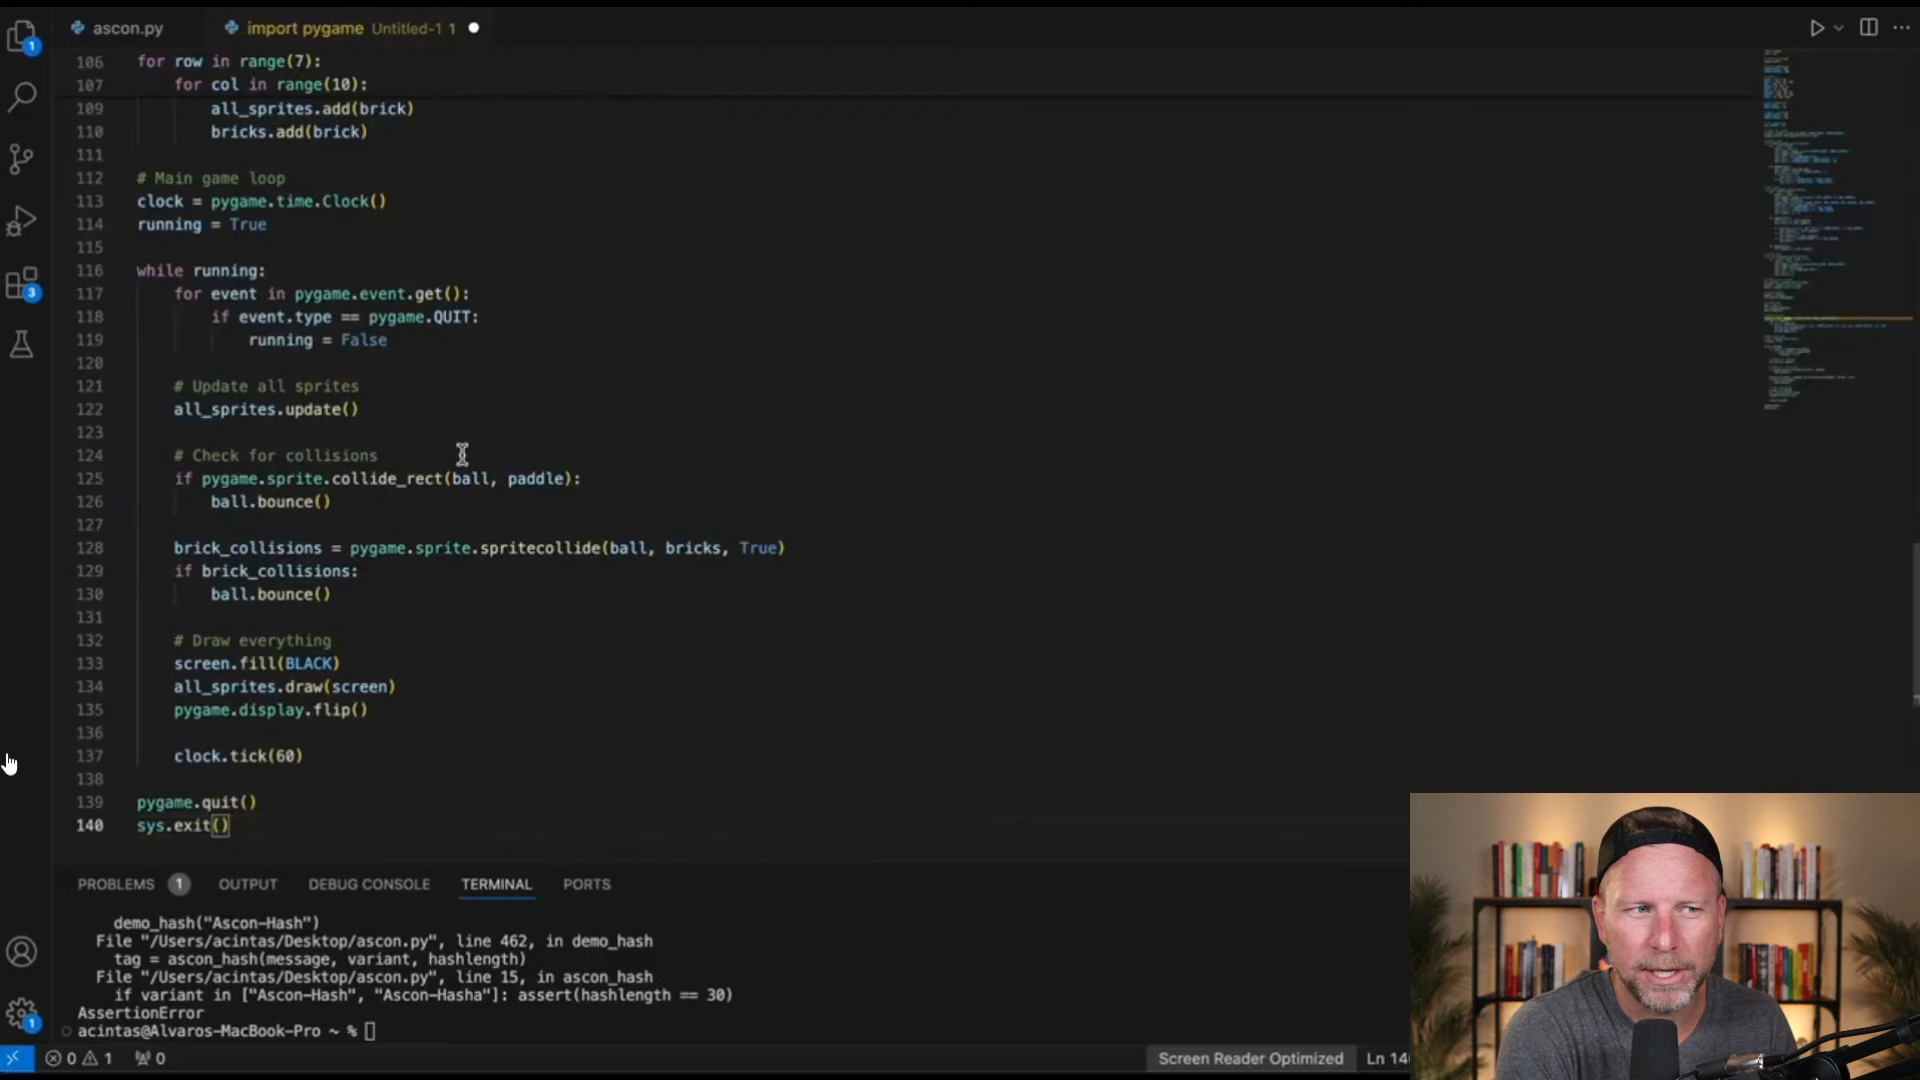 ascon.py
import pygame Untitled-1 1
106 for row in range(7):
107 for col in range(10):
109 all_sprites.add(brick)
110 bricks.add(brick)
111
112 # Main game loop
113 clock = pygame.time.Clock()
114 running = True
115
116 while running:
117 for event in pygame.event.get():
118 if event.type == pygame.QUIT:
119 running = False
120
121 # Update all sprites
122 all_sprites.update()
123
124 # Check for collisions
125 if pygame.sprite.collide_rect(ball, paddle):
126 ball.bounce()
127
128 brick_collisions = pygame.sprite.spritecollide(ball, bricks, True)
129 if brick_collisions:
130 ball.bounce()
131
132 # Draw everything
133 screen.fill(BLACK)
134 all_sprites.draw(screen)
135 pygame.display.flip()
136
137 clock.tick(60)
138
139 pygame.quit()
140 sys.exit()
PROBLEMS 1 OUTPUT DEBUG CONSOLE TERMINAL PORTS
demo_hash("Ascon-Hash")
File "/Users/acintas/Desktop/ascon.py", line 462, in demo_hash
tag = ascon_hash(message, variant, hashlength)
File "/Users/acintas/Desktop/ascon.py", line 15, in ascon_hash
if variant in ["Ascon-Hash", "Ascon-Hasha"]: assert(hashlength == 30)
AssertionError
acintas@Alvaros-MacBook-Pro ~ %
0 1 0
Screen Reader Optimized Ln 14
1
3
1